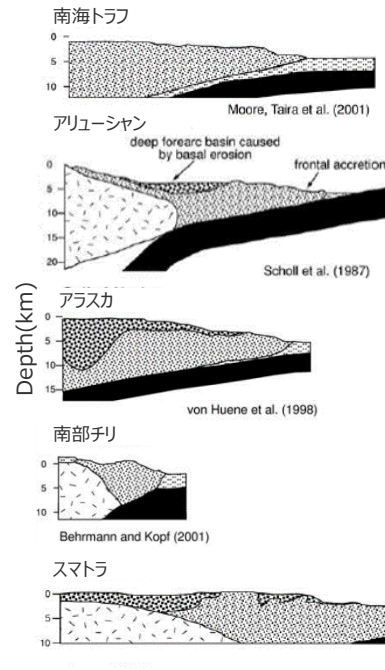 南海トラフ
0
5
10
Moore, Taira et al. (2001)
アリューシャン
deep forearc basin caused
by basal erosion
frontal accretion
0
5
10
15
20
Scholl et al. (1987)
アラスカ
Depth(km)
0
5
10
15
von Huene et al. (1998)
南部チリ
0
5
10
Behrmann and Kopf (2001)
スマトラ
0
5
10